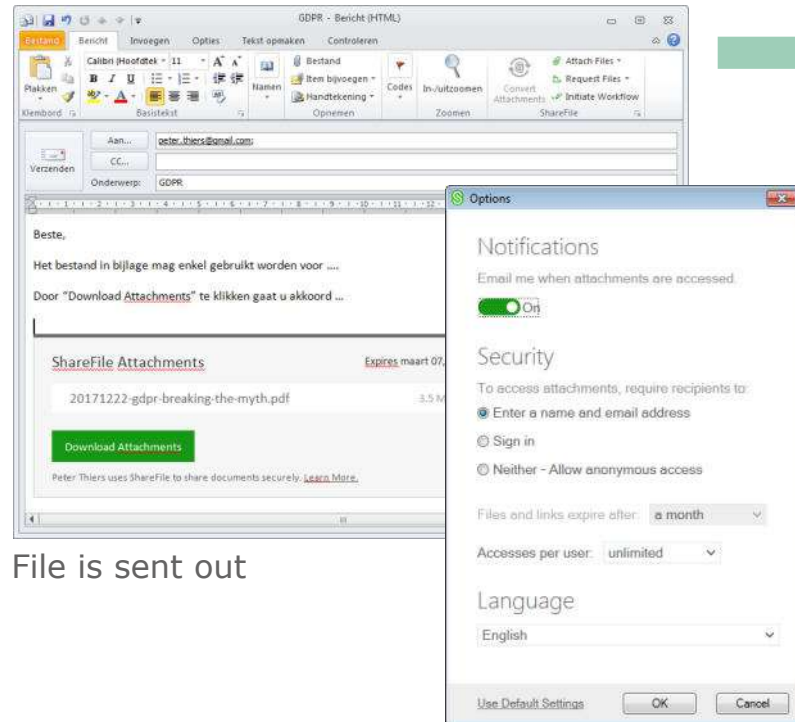 GDPR - Bericht (HTML)
Bestand Bericht Invoegen Opties Tekst opmaken Controleren
Calibri (Hoofdtek 11
Plakken
B I U
Namen
Bestand
Item bijvoegen
Handtekening
Codes
In-/uitzoomen
Convert Attachments
Attach Files
Request Files
Initiate Workflow
Klembord Basistekst Opnemen Zoomen ShareFile
Verzenden
Aan... peter.thiers@gmail.com;
CC...
Onderwerp: GDPR
Beste,
Het bestand in bijlage mag enkel gebruikt worden voor ....
Door "Download Attachments" te klikken gaat u akkoord ...
ShareFile Attachments Expires maart 07,
20171222-gdpr-breaking-the-myth.pdf 3.5 M
Download Attachments
Peter Thiers uses ShareFile to share documents securely. Learn More.
File is sent out
Options
Notifications
Email me when attachments are accessed.
On
Security
To access attachments, require recipients to:
Enter a name and email address
Sign in
Neither - Allow anonymous access
Files and links expire after: a month
Accesses per user: unlimited
Language
English
Use Default Settings OK Cancel